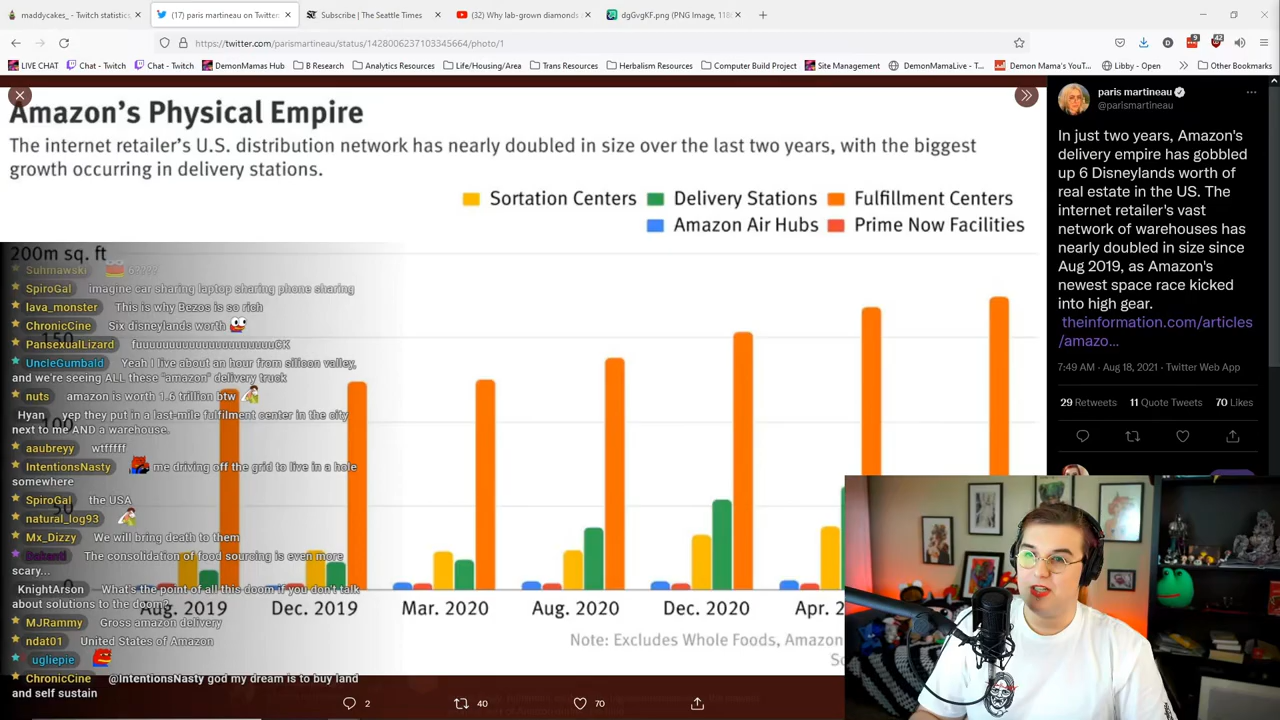 maddycakes_ - Twitch statistics
(17) paris martineau on Twitter
Subscribe | The Seattle Times
(32) Why lab-grown diamonds
dgGvgKF.png (PNG Image, 118
https://twitter.com/parismartineau/status/1428006237103345664/photo/1
LIVE CHAT
Chat - Twitch
Chat - Twitch
DemonMamas Hub
B Research
Analytics Resources
Life/Housing/Area
Trans Resources
Herbalism Resources
Computer Build Project
Site Management
DemonMamaLive - T...
Demon Mama's YouT...
Libby - Open
Other Bookmarks
Amazon's Physical Empire
The internet retailer's U.S. distribution network has nearly doubled in size over the last two years, with the biggest
growth occurring in delivery stations.
Sortation Centers
Delivery Stations
Fulfillment Centers
Amazon Air Hubs
Prime Now Facilities
200m sq. ft
150
100
50
0
Aug. 2019
Dec. 2019
Mar. 2020
Aug. 2020
Dec. 2020
Apr. 2
Note: Excludes Whole Foods, Amazon
Suhmawski
SpiroGal imagine car sharing laptop sharing phone sharing
lava_monster This is why Bezos is so rich
ChronicCine Six disneylands worth
PansexualLizard fuuuuuuuuuuuuuuuuuuuuuCK
UncleGumbald Yeah I live about an hour from silicon valley,
and we're seeing ALL these "amazon" delivery truck
nuts amazon is worth 1.6 trillion btw
Hyan yep they put in a last-mile fulfilment center in the city
next to me AND a warehouse.
aaubreyy wtfffff
IntentionsNasty me driving off the grid to live in a hole
somewhere
SpiroGal the USA
natural_log93
Mx_Dizzy We will bring death to them
The consolidation of food sourcing is even more
scary...
KnightArson What's the point of all this doom if you don't talk
about solutions to the doom?
MJRammy Gross amazon delivery
ndat01 United States of Amazon
ugliepie
ChronicCine @IntentionsNasty god my dream is to buy land
and self sustain
2
40
70
paris martineau
@parismartineau
In just two years, Amazon's
delivery empire has gobbled
up 6 Disneylands worth of
real estate in the US. The
internet retailer's vast
network of warehouses has
nearly doubled in size since
Aug 2019, as Amazon's
newest space race kicked
into high gear.
theinformation.com/articles
/amazo...
7:49 AM · Aug 18, 2021 · Twitter Web App
29 Retweets 11 Quote Tweets 70 Likes